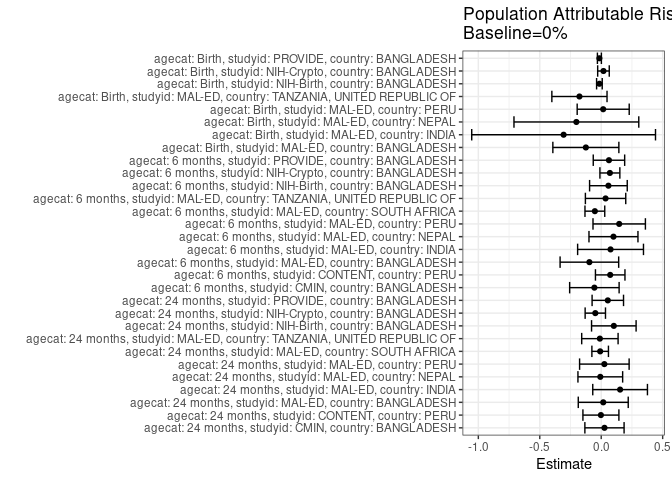 Population Attributable Ris
Baseline=0%
agecat: Birth, studyid: PROVIDE, country: BANGLADESH
agecat: Birth, studyid: NIH-Crypto, country: BANGLADESH
agecat: Birth, studyid: NIH-Birth, country: BANGLADESH
agecat: Birth, studyid: MAL-ED, country: TANZANIA, UNITED REPUBLIC OF
agecat: Birth, studyid: MAL-ED, country: PERU
agecat: Birth, studyid: MAL-ED, country: NEPAL
agecat: Birth, studyid: MAL-ED, country: INDIA
agecat: Birth, studyid: MAL-ED, country: BANGLADESH
agecat: 6 months, studyid: PROVIDE, country: BANGLADESH
agecat: 6 months, studyid: NIH-Crypto, country: BANGLADESH
agecat: 6 months, studyid: NIH-Birth, country: BANGLADESH
agecat: 6 months, studyid: MAL-ED, country: TANZANIA, UNITED REPUBLIC OF
agecat: 6 months, studyid: MAL-ED, country: SOUTH AFRICA
agecat: 6 months, studyid: MAL-ED, country: PERU
agecat: 6 months, studyid: MAL-ED, country: NEPAL
agecat: 6 months, studyid: MAL-ED, country: INDIA
agecat: 6 months, studyid: MAL-ED, country: BANGLADESH
agecat: 6 months, studyid: CONTENT, country: PERU
agecat: 6 months, studyid: CMIN, country: BANGLADESH
agecat: 24 months, studyid: PROVIDE, country: BANGLADESH
agecat: 24 months, studyid: NIH-Crypto, country: BANGLADESH
agecat: 24 months, studyid: NIH-Birth, country: BANGLADESH
agecat: 24 months, studyid: MAL-ED, country: TANZANIA, UNITED REPUBLIC OF
agecat: 24 months, studyid: MAL-ED, country: SOUTH AFRICA
agecat: 24 months, studyid: MAL-ED, country: PERU
agecat: 24 months, studyid: MAL-ED, country: NEPAL
agecat: 24 months, studyid: MAL-ED, country: INDIA
agecat: 24 months, studyid: MAL-ED, country: BANGLADESH
agecat: 24 months, studyid: CONTENT, country: PERU
agecat: 24 months, studyid: CMIN, country: BANGLADESH
-1.0 -0.5 0.0 0.5
Estimate